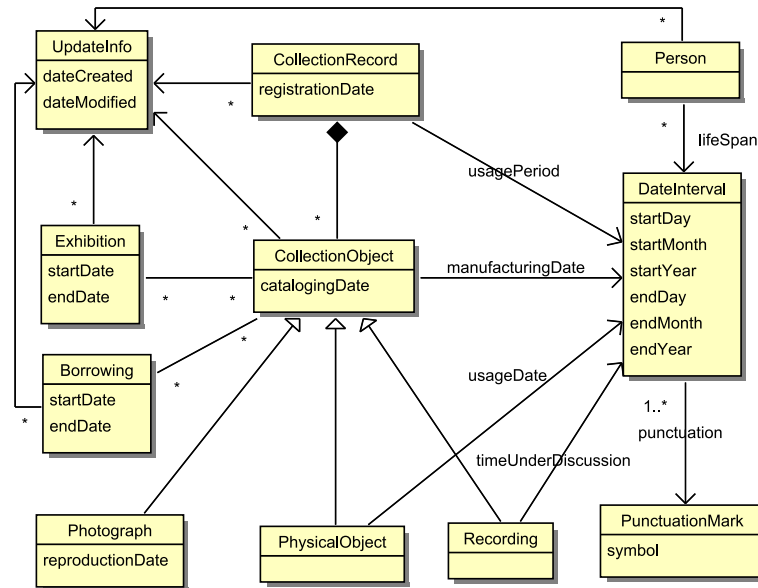 UpdateInfo
dateCreated
dateModified
CollectionRecord
registrationDate
*
Person
*
*
lifeSpan
usagePeriod
DateInterval
startDay
startMonth
startYear
endDay
endMonth
endYear
*
*
*
*
Exhibition
startDate
endDate
CollectionObject
catalogingDate
manufacturingDate
*
*
Borrowing
startDate
endDate
*
*
*
usageDate
1..*
punctuation
timeUnderDiscussion
Photograph
reproductionDate
PhysicalObject
Recording
PunctuationMark
symbol